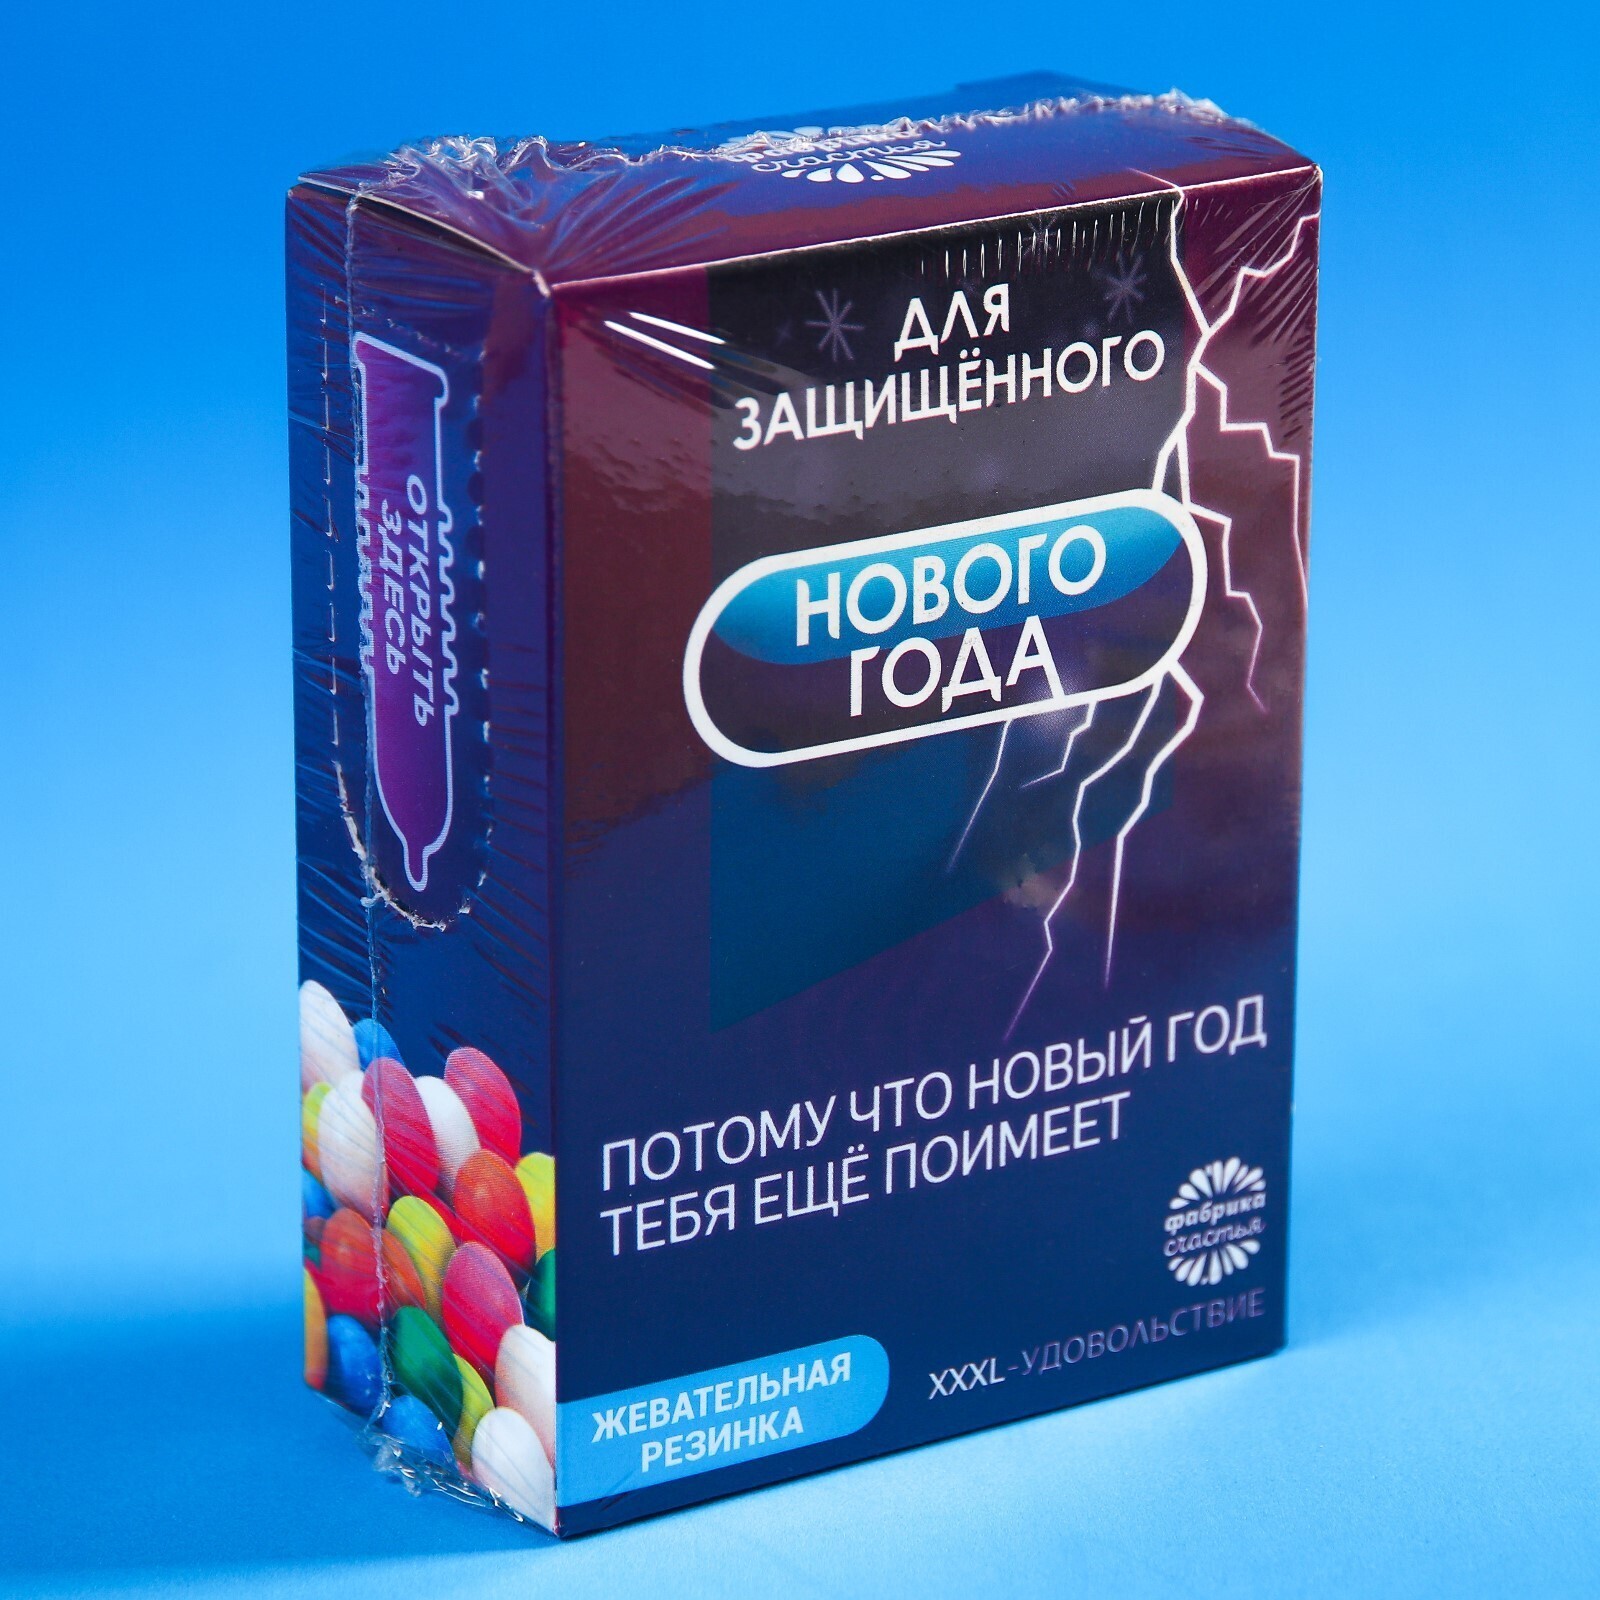 фабрика
счастья
ДЛЯ
ЗАЩИЩЁННОГО
НОВОГО
ГОДА
ОТКРЫТЬ
ЗДЕСЬ
ПОТОМУ ЧТО НОВЫЙ ГОД
ТЕБЯ ЕЩЁ ПОИМЕЕТ
фабрика
счастья
XXXL-УДОВОЛЬСТВИЕ
ЖЕВАТЕЛЬНАЯ
РЕЗИНКА